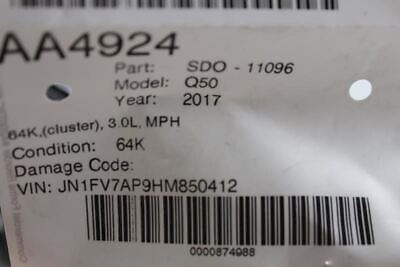 AA4924
Part: SDO - 11096
Model: Q50
Year: 2017
64K,(cluster), 3.0L, MPH
Condition: 64K
Damage Code:
VIN: JN1FV7AP9HM850412
0000874988